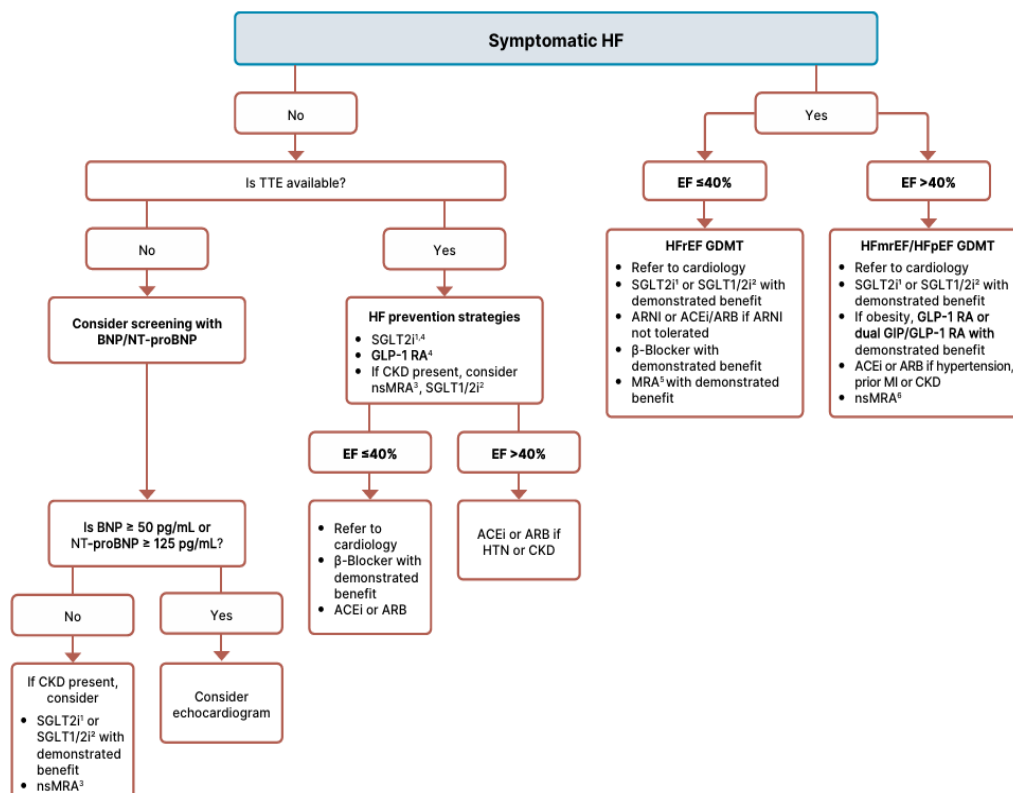 Symptomatic HF
No
Yes
Is TTE available?
EF ≤40%
EF >40%
No
Yes
HFrEF GDMT
• Refer to cardiology
• SGLT2i¹ or SGLT1/2i² with
demonstrated benefit
• ARNI or ACEi/ARB if ARNI
not tolerated
• β-Blocker with
demonstrated benefit
• MRA⁵ with demonstrated
benefit
HFmrEF/HFpEF GDMT
• Refer to cardiology
• SGLT2i¹ or SGLT1/2i² with
demonstrated benefit
• If obesity, GLP-1 RA or
dual GIP/GLP-1 RA with
demonstrated benefit
• ACEi or ARB if hypertension,
prior MI or CKD
• nsMRA⁶
Consider screening with
BNP/NT-proBNP
HF prevention strategies
• SGLT2i¹,⁴
• GLP-1 RA⁴
• If CKD present, consider
nsMRA³, SGLT1/2i²
EF ≤40%
EF >40%
Is BNP ≥ 50 pg/mL or
NT-proBNP ≥ 125 pg/mL?
• Refer to
cardiology
• β-Blocker with
demonstrated
benefit
• ACEi or ARB
ACEi or ARB if
HTN or CKD
No
Yes
If CKD present,
consider
• SGLT2i¹ or
SGLT1/2i² with
demonstrated
benefit
• nsMRA³
Consider
echocardiogram